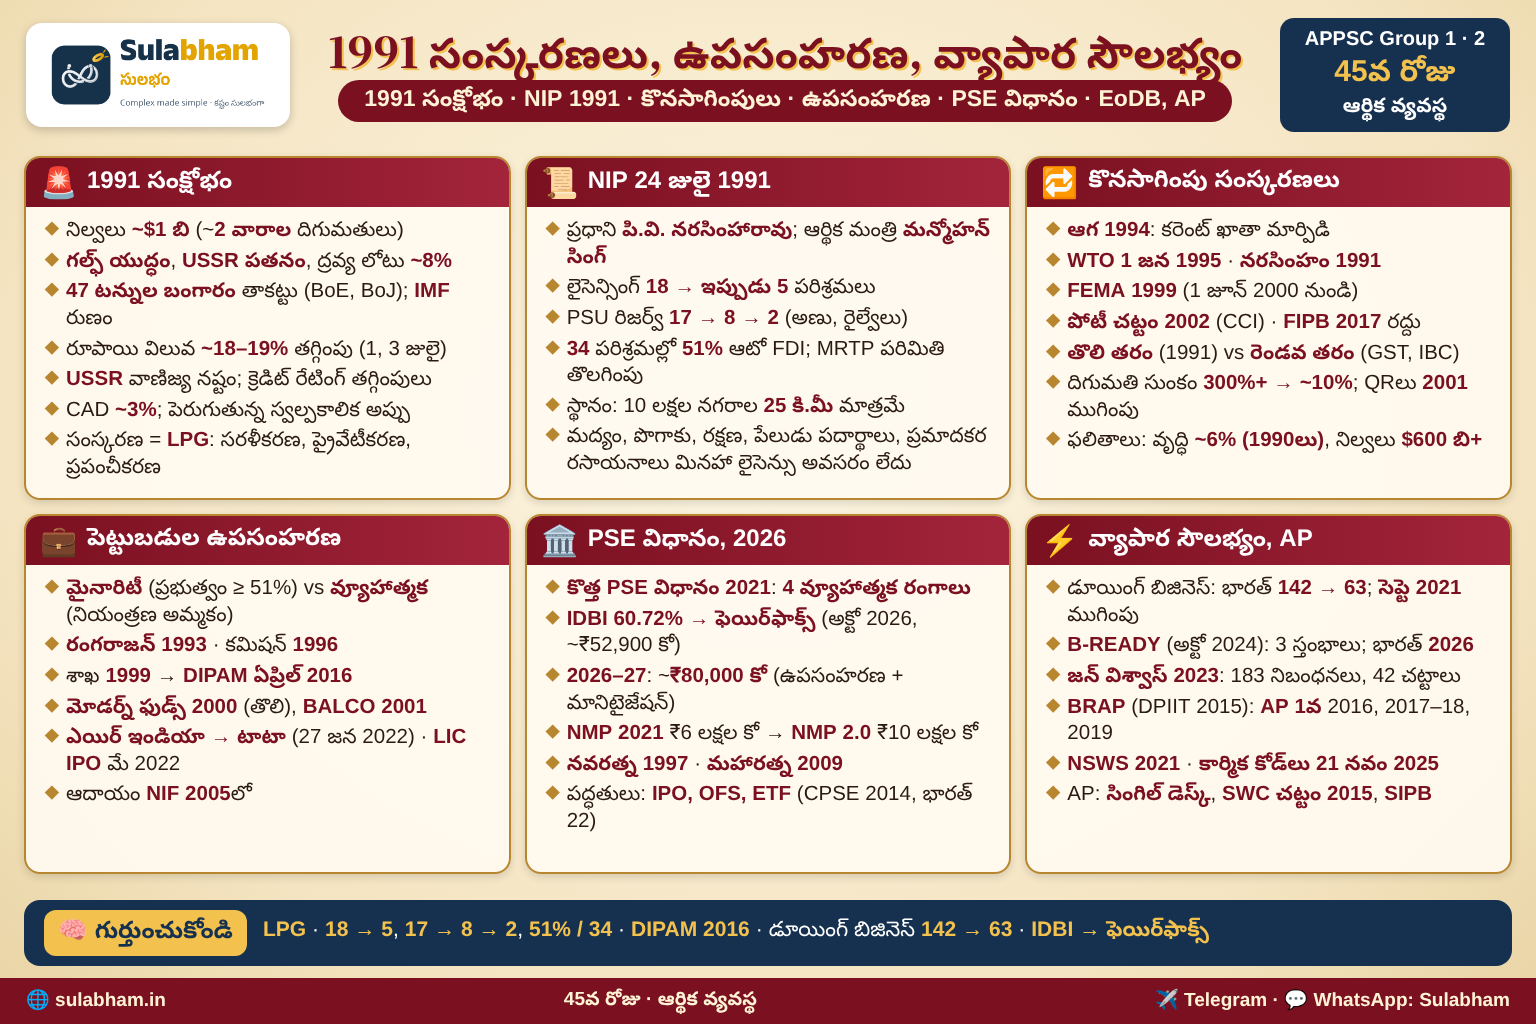 Sulabham
సులభం
Complex made simple · కష్టం సులభంగా
1991 సంస్కరణలు, ఉపసంహరణ, వ్యాపార సౌలభ్యం
1991 సంక్షోభం · NIP 1991 · కొనసాగింపులు · ఉపసంహరణ · PSE విధానం · EoDB, AP
APPSC Group 1 · 2
45వ రోజు
ఆర్థిక వ్యవస్థ
🚨 1991 సంక్షోభం
◆ నిల్వలు ~$1 బి (~2 వారాల దిగుమతులు)
◆ గల్ఫ్ యుద్ధం, USSR పతనం, ద్రవ్య లోటు ~8%
◆ 47 టన్నుల బంగారం తాకట్టు (BoE, BoJ); IMF
రుణం
◆ రూపాయి విలువ ~18–19% తగ్గింపు (1, 3 జులై)
◆ USSR వాణిజ్య నష్టం; క్రెడిట్ రేటింగ్ తగ్గింపులు
◆ CAD ~3%; పెరుగుతున్న స్వల్పకాలిక అప్పు
◆ సంస్కరణ = LPG: సరళీకరణ, ప్రైవేటీకరణ,
ప్రపంచీకరణ
📜 NIP 24 జులై 1991
◆ ప్రధాని పి.వి. నరసింహారావు; ఆర్థిక మంత్రి మన్మోహన్
సింగ్
◆ లైసెన్సింగ్ 18 → ఇప్పుడు 5 పరిశ్రమలు
◆ PSU రిజర్వ్ 17 → 8 → 2 (అణు, రైల్వేలు)
◆ 34 పరిశ్రమల్లో 51% ఆటో FDI; MRTP పరిమితి
తొలగింపు
◆ స్థానం: 10 లక్షల నగరాల 25 కి.మీ మాత్రమే
◆ మద్యం, పొగాకు, రక్షణ, పేలుడు పదార్థాలు, ప్రమాదకర
రసాయనాలు మినహా లైసెన్సు అవసరం లేదు
🔁 కొనసాగింపు సంస్కరణలు
◆ ఆగ 1994: కరెంట్ ఖాతా మార్పిడి
◆ WTO 1 జన 1995 · నరసింహం 1991
◆ FEMA 1999 (1 జూన్ 2000 నుండి)
◆ పోటీ చట్టం 2002 (CCI) · FIPB 2017 రద్దు
◆ తొలి తరం (1991) vs రెండవ తరం (GST, IBC)
◆ దిగుమతి సుంకం 300%+ → ~10%; QRలు 2001
ముగింపు
◆ ఫలితాలు: వృద్ధి ~6% (1990లు), నిల్వలు $600 బి+
💼 పెట్టుబడుల ఉపసంహరణ
◆ మైనారిటీ (ప్రభుత్వం ≥ 51%) vs వ్యూహాత్మక
(నియంత్రణ అమ్మకం)
◆ రంగరాజన్ 1993 · కమిషన్ 1996
◆ శాఖ 1999 → DIPAM ఏప్రిల్ 2016
◆ మోడర్న్ ఫుడ్స్ 2000 (తొలి), BALCO 2001
◆ ఎయిర్ ఇండియా → టాటా (27 జన 2022) · LIC
IPO మే 2022
◆ ఆదాయం NIF 2005లో
🏛️ PSE విధానం, 2026
◆ కొత్త PSE విధానం 2021: 4 వ్యూహాత్మక రంగాలు
◆ IDBI 60.72% → ఫెయిర్‌ఫాక్స్ (అక్టో 2026,
~₹52,900 కో)
◆ 2026–27: ~₹80,000 కో (ఉపసంహరణ +
మానిటైజేషన్)
◆ NMP 2021 ₹6 లక్షల కో → NMP 2.0 ₹10 లక్షల కో
◆ నవరత్న 1997 · మహారత్న 2009
◆ పద్ధతులు: IPO, OFS, ETF (CPSE 2014, భారత్
22)
⚡ వ్యాపార సౌలభ్యం, AP
◆ డూయింగ్ బిజినెస్: భారత్ 142 → 63; సెప్టె 2021
ముగింపు
◆ B-READY (అక్టో 2024): 3 స్తంభాలు; భారత్ 2026
◆ జన్ విశ్వాస్ 2023: 183 నిబంధనలు, 42 చట్టాలు
◆ BRAP (DPIIT 2015): AP 1వ 2016, 2017–18,
2019
◆ NSWS 2021 · కార్మిక కోడ్‌లు 21 నవం 2025
◆ AP: సింగిల్ డెస్క్, SWC చట్టం 2015, SIPB
🧠 గుర్తుంచుకోండి
LPG · 18 → 5, 17 → 8 → 2, 51% / 34 · DIPAM 2016 · డూయింగ్ బిజినెస్ 142 → 63 · IDBI → ఫెయిర్‌ఫాక్స్
🌐 sulabham.in
45వ రోజు · ఆర్థిక వ్యవస్థ
✈️ Telegram · 💬 WhatsApp: Sulabham